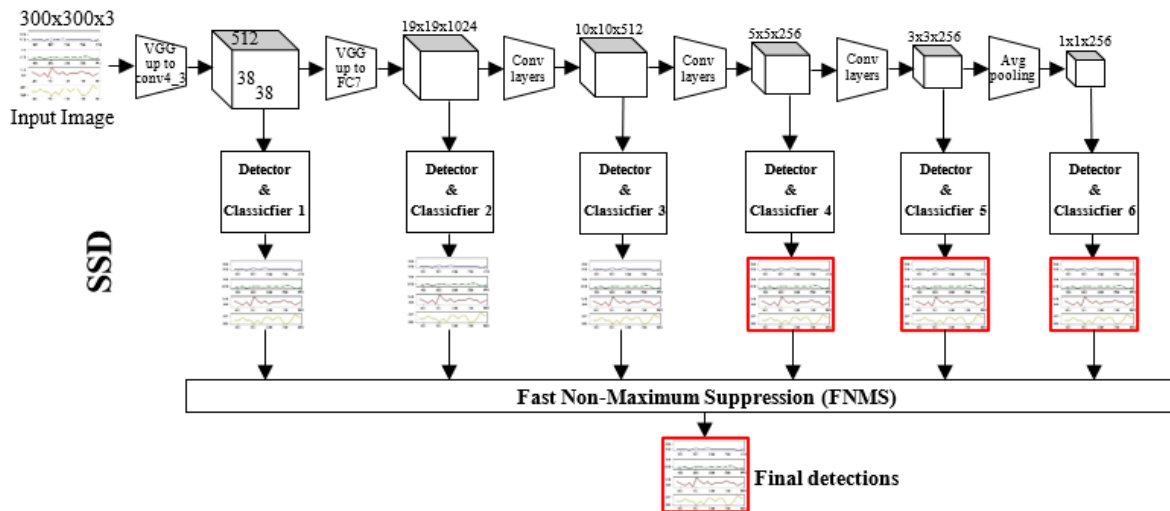 300x300x3
Input Image
VGG
up to
conv4_3
512
38
38
VGG
up to
FC7
19x19x1024
Conv
layers
10x10x512
Conv
layers
5x5x256
Conv
layers
3x3x256
Avg
pooling
1x1x256
SSD
Detector
&
Classicfier 1
Detector
&
Classicfier 2
Detector
&
Classicfier 3
Detector
&
Classicfier 4
Detector
&
Classicfier 5
Detector
&
Classicfier 6
Fast Non-Maximum Suppression (FNMS)
Final detections